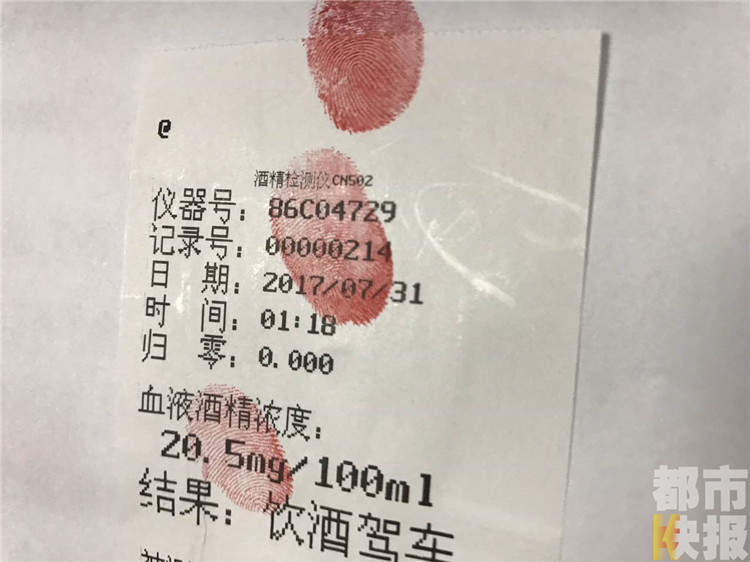 @
酒精检测仪CN502
仪器号：86C04729
记录号：00000214
日 期：2017/07/31
时 间：01:18
归 零：0.000
血液酒精浓度：
20.5mg/100ml
结果：饮酒驾车
都市
快报